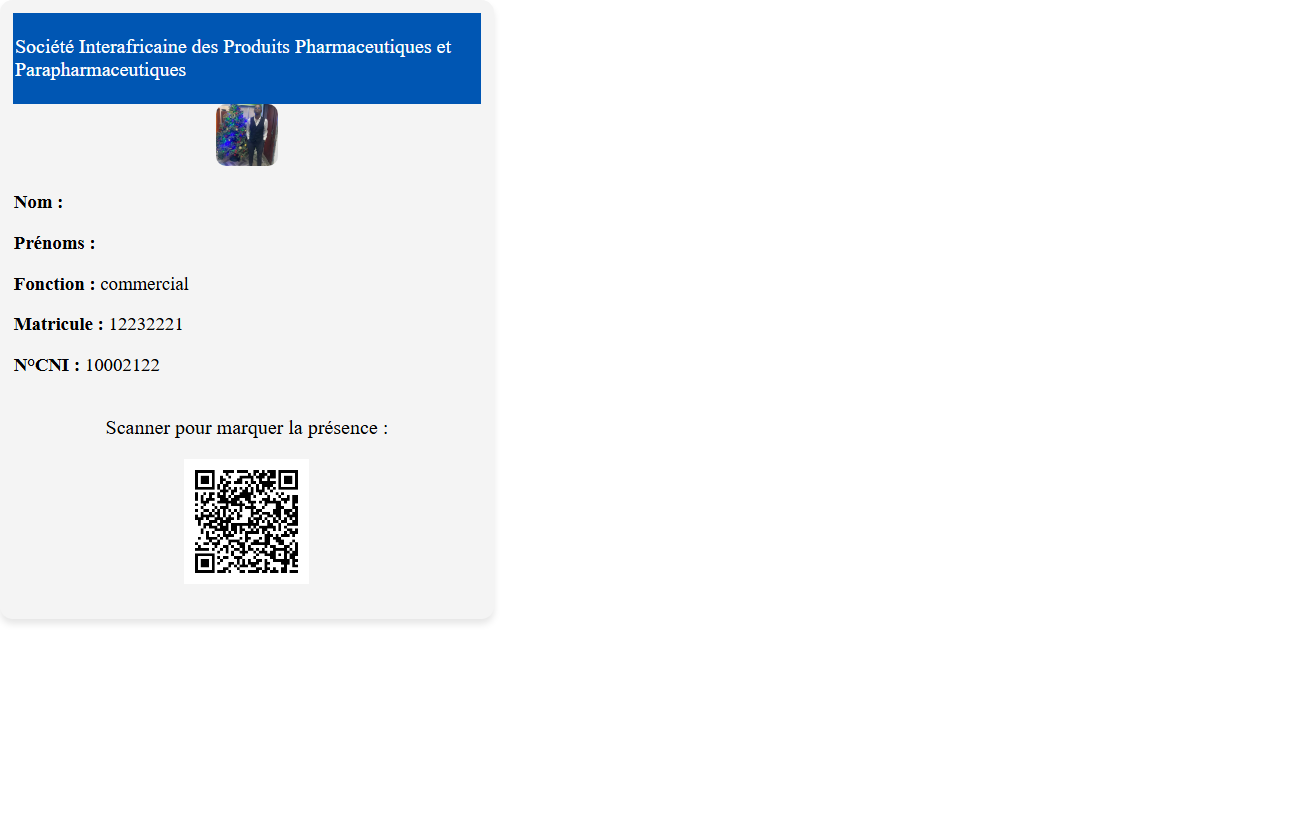 Société Interafricaine des Produits Pharmaceutiques et
Parapharmaceutiques
Nom :
Prénoms :
Fonction : commercial
Matricule : 12232221
N°CNI : 10002122
Scanner pour marquer la présence :